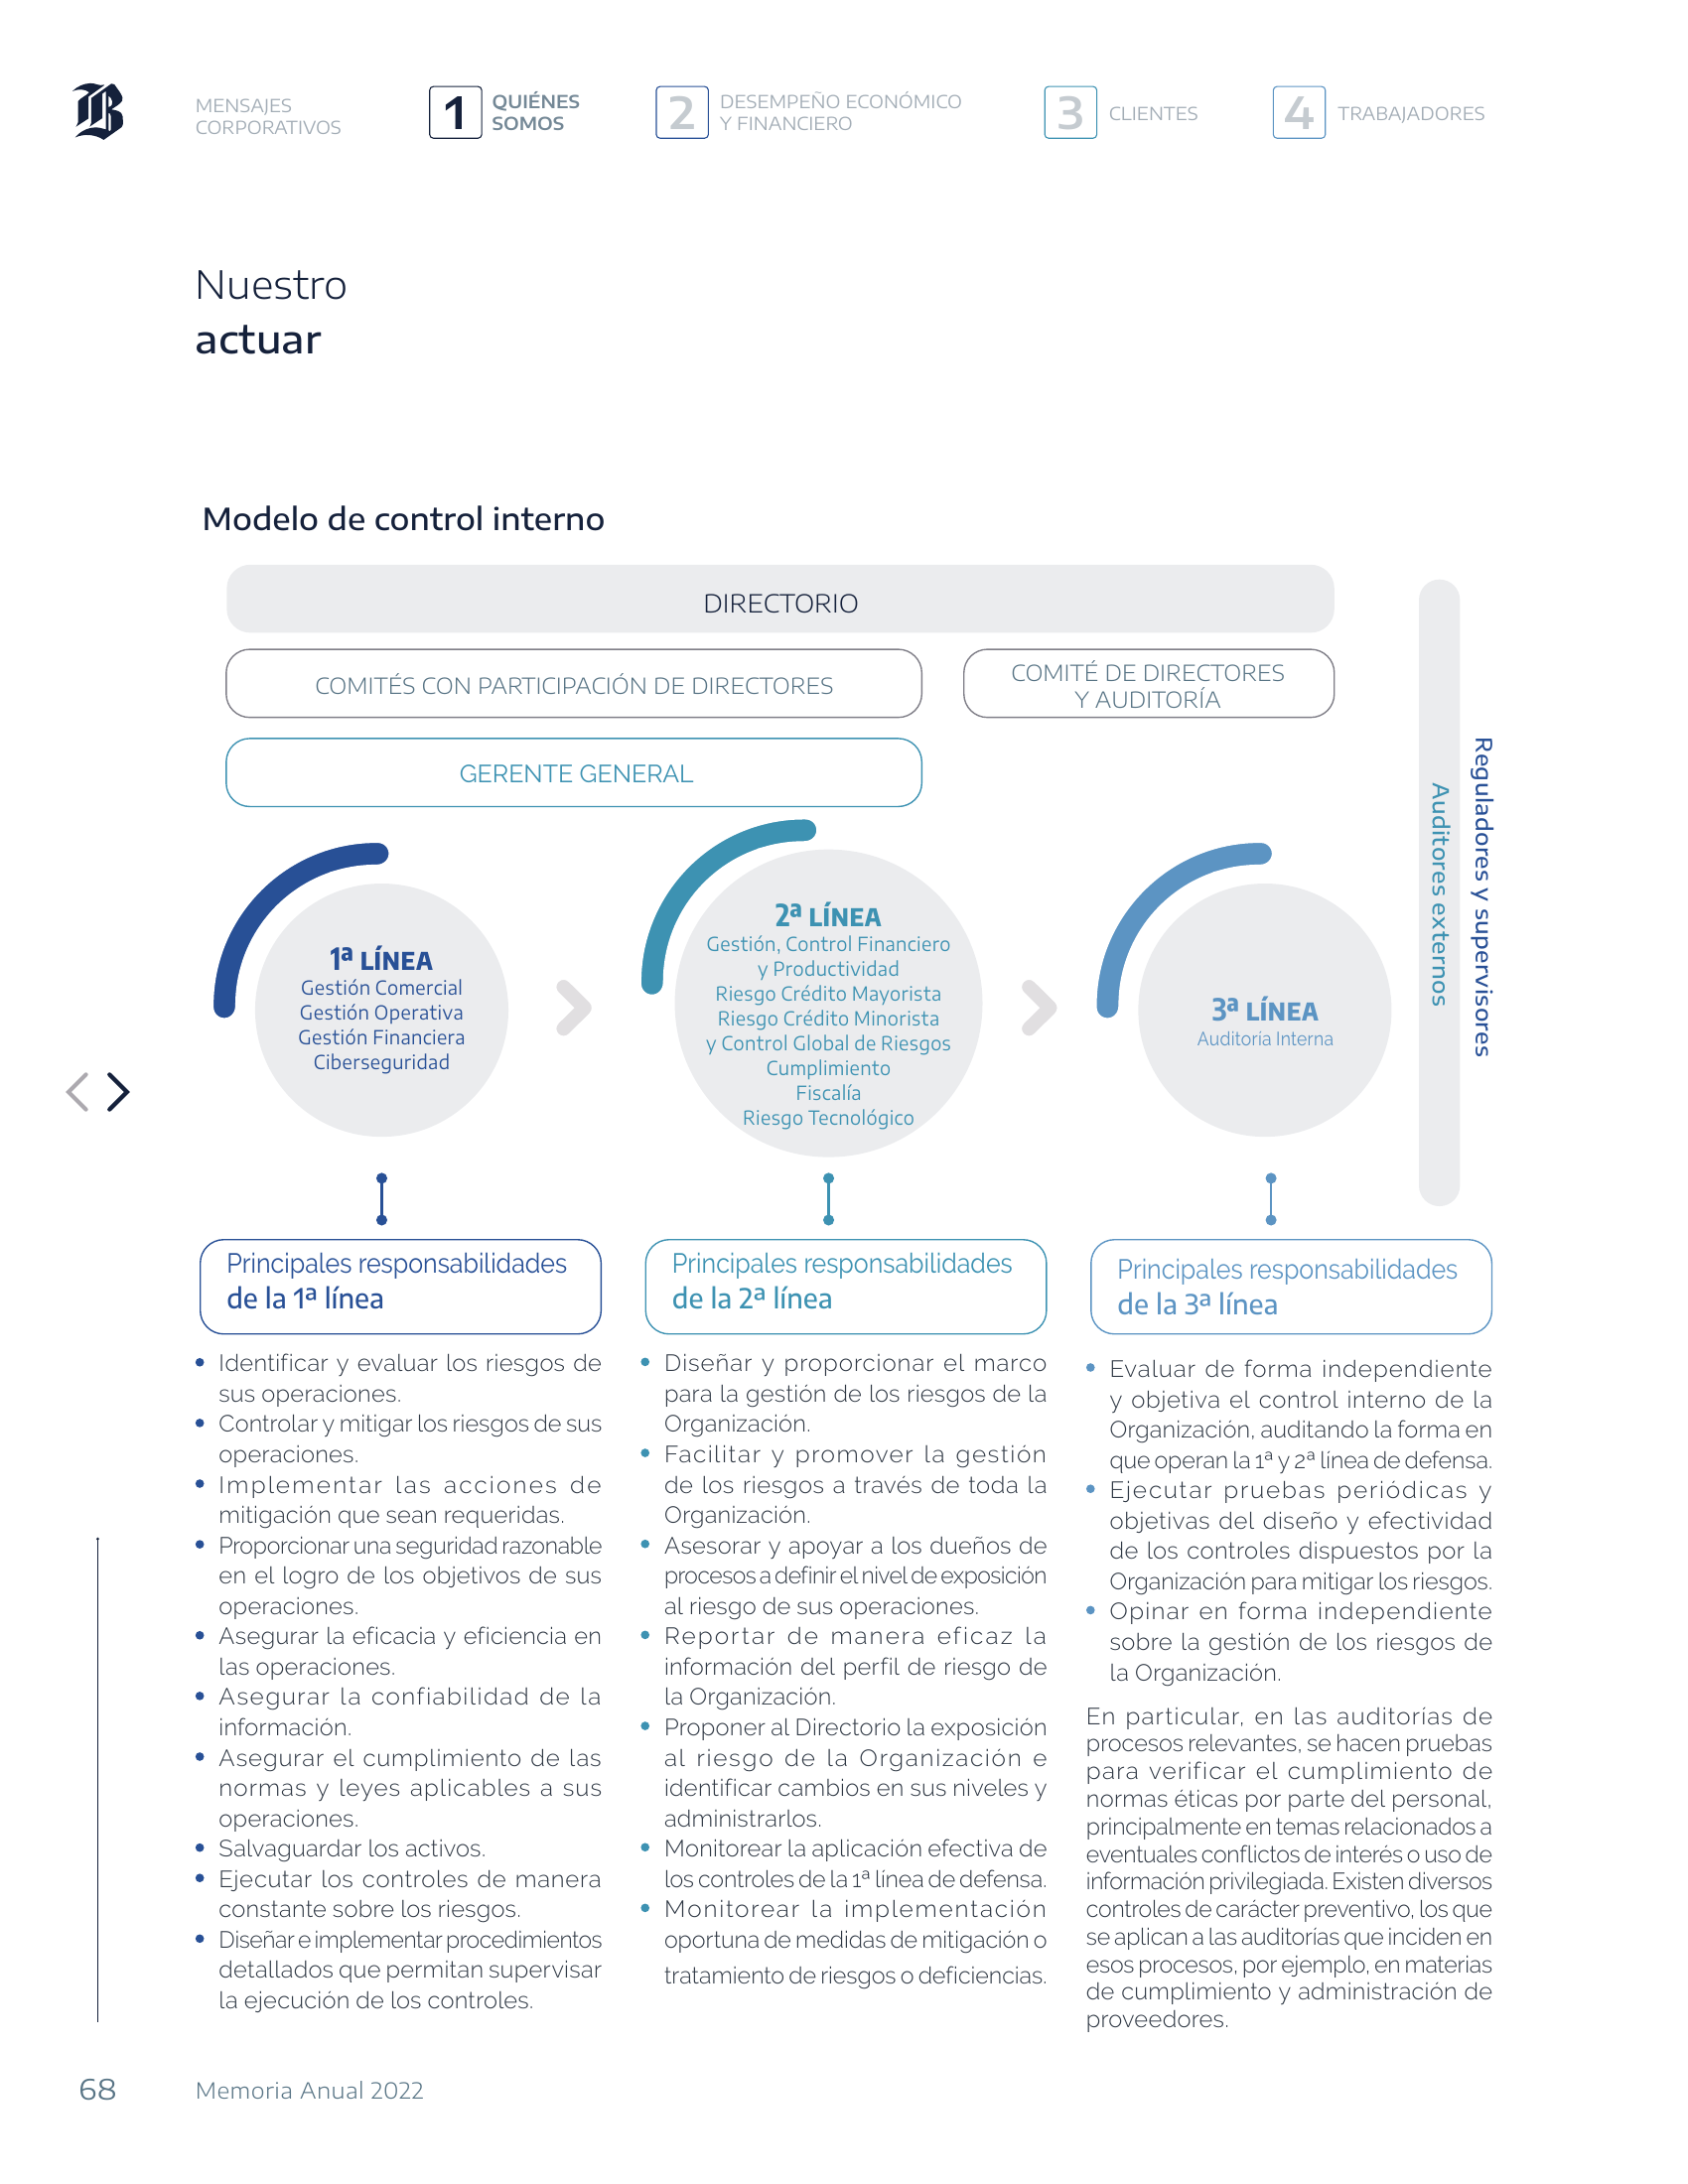 B
MENSAJES
CORPORATIVOS
1
QUIÉNES
SOMOS
2
DESEMPEÑO ECONÓMICO
Y FINANCIERO
3
CLIENTES
4
TRABAJADORES
Nuestro
actuar
Modelo de control interno
DIRECTORIO
COMITÉS CON PARTICIPACIÓN DE DIRECTORES
COMITÉ DE DIRECTORES
Y AUDITORÍA
GERENTE GENERAL
1ª LÍNEA
Gestión Comercial
Gestión Operativa
Gestión Financiera
Ciberseguridad
2ª LÍNEA
Gestión, Control Financiero
y Productividad
Riesgo Crédito Mayorista
Riesgo Crédito Minorista
y Control Global de Riesgos
Cumplimiento
Fiscalía
Riesgo Tecnológico
3ª LÍNEA
Auditoría Interna
Auditores externos
Reguladores y supervisores
Principales responsabilidades
de la 1ª línea
• Identificar y evaluar los riesgos de
sus operaciones.
• Controlar y mitigar los riesgos de sus
operaciones.
• Implementar las acciones de
mitigación que sean requeridas.
• Proporcionar una seguridad razonable
en el logro de los objetivos de sus
operaciones.
• Asegurar la eficacia y eficiencia en
las operaciones.
• Asegurar la confiabilidad de la
información.
• Asegurar el cumplimiento de las
normas y leyes aplicables a sus
operaciones.
• Salvaguardar los activos.
• Ejecutar los controles de manera
constante sobre los riesgos.
• Diseñar e implementar procedimientos
detallados que permitan supervisar
la ejecución de los controles.
Principales responsabilidades
de la 2ª línea
• Diseñar y proporcionar el marco
para la gestión de los riesgos de la
Organización.
• Facilitar y promover la gestión
de los riesgos a través de toda la
Organización.
• Asesorar y apoyar a los dueños de
procesos a definir el nivel de exposición
al riesgo de sus operaciones.
• Reportar de manera eficaz la
información del perfil de riesgo de
la Organización.
• Proponer al Directorio la exposición
al riesgo de la Organización e
identificar cambios en sus niveles y
administrarlos.
• Monitorear la aplicación efectiva de
los controles de la 1ª línea de defensa.
• Monitorear la implementación
oportuna de medidas de mitigación o
tratamiento de riesgos o deficiencias.
Principales responsabilidades
de la 3ª línea
• Evaluar de forma independiente
y objetiva el control interno de la
Organización, auditando la forma en
que operan la 1ª y 2ª línea de defensa.
• Ejecutar pruebas periódicas y
objetivas del diseño y efectividad
de los controles dispuestos por la
Organización para mitigar los riesgos.
• Opinar en forma independiente
sobre la gestión de los riesgos de
la Organización.
En particular, en las auditorías de
procesos relevantes, se hacen pruebas
para verificar el cumplimiento de
normas éticas por parte del personal,
principalmente en temas relacionados a
eventuales conflictos de interés o uso de
información privilegiada. Existen diversos
controles de carácter preventivo, los que
se aplican a las auditorías que inciden en
esos procesos, por ejemplo, en materias
de cumplimiento y administración de
proveedores.
68
Memoria Anual 2022